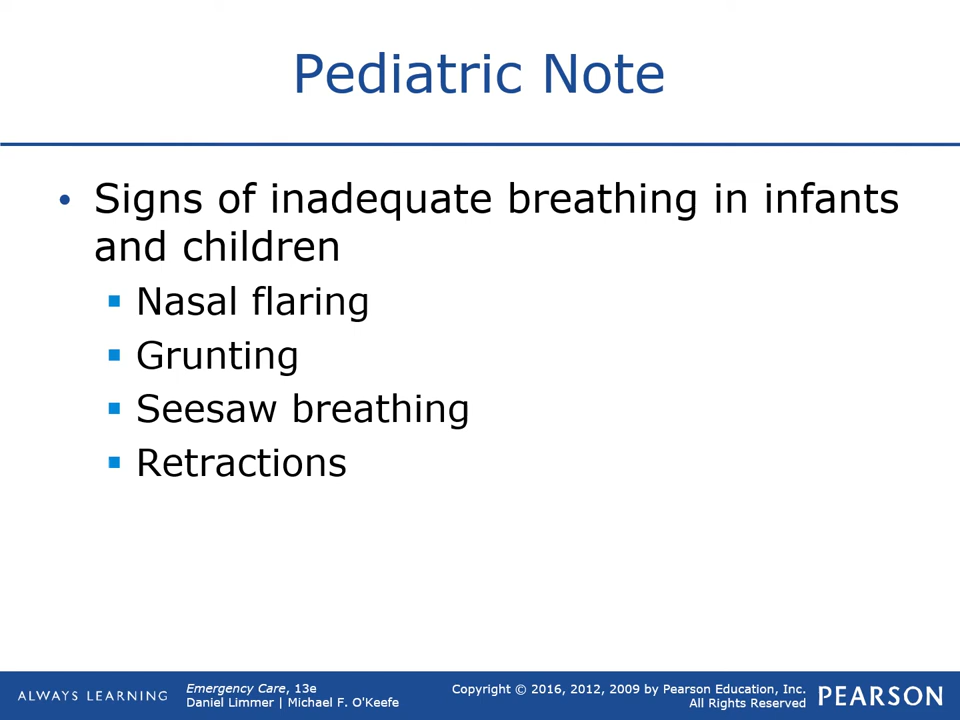 Pediatric Note
• Signs of inadequate breathing in infants
and children
▪ Nasal flaring
▪ Grunting
▪ Seesaw breathing
▪ Retractions
ALWAYS LEARNING
Emergency Care, 13e
Daniel Limmer | Michael F. O'Keefe
Copyright © 2016, 2012, 2009 by Pearson Education, Inc.
All Rights Reserved
PEARSON